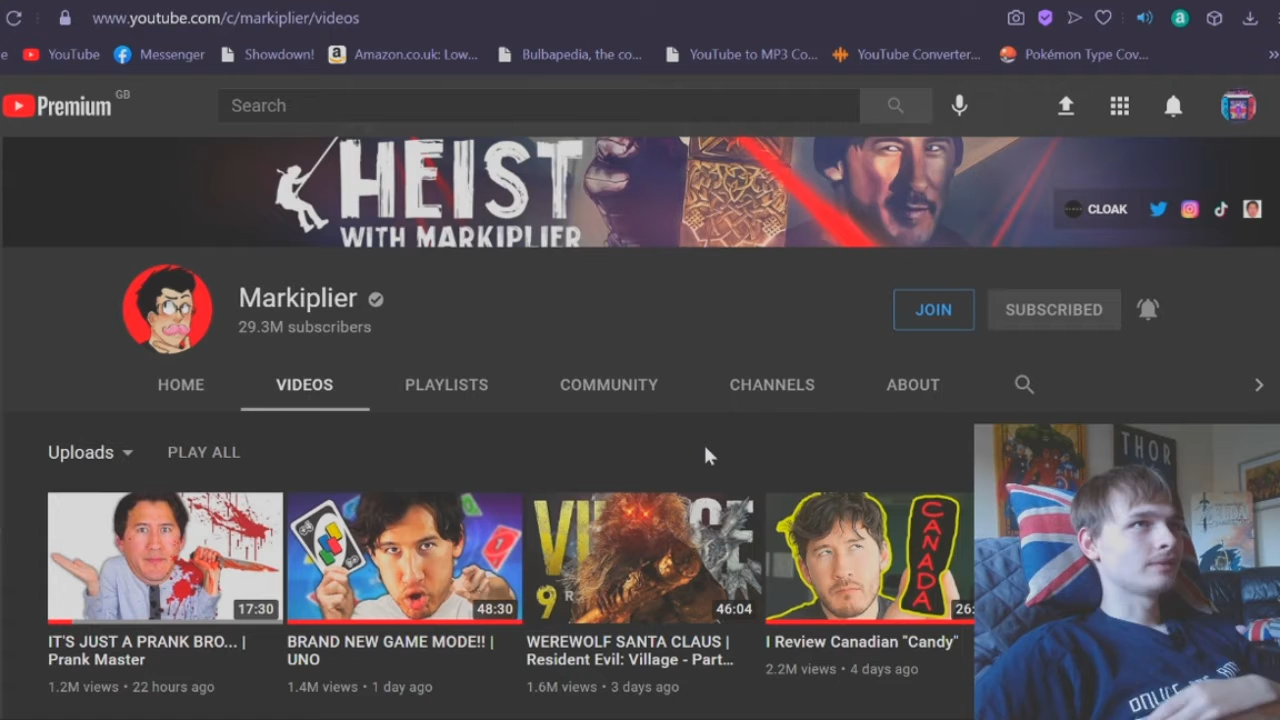 www.youtube.com/c/markiplier/videos
YouTube
Messenger
Showdown!
Amazon.co.uk: Low...
Bulbapedia, the co...
YouTube to MP3 Co...
YouTube Converter...
Pokémon Type Cov...
»
Premium GB
Search
HEIST
WITH MARKIPLIER
CLOAK
Markiplier
29.3M subscribers
JOIN
SUBSCRIBED
HOME
VIDEOS
PLAYLISTS
COMMUNITY
CHANNELS
ABOUT
Uploads
PLAY ALL
THOR
CANADA
9
17:30
48:30
46:04
26:
IT'S JUST A PRANK BRO... |
Prank Master
1.2M views • 22 hours ago
BRAND NEW GAME MODE!! |
UNO
1.4M views • 1 day ago
WEREWOLF SANTA CLAUS |
Resident Evil: Village - Part...
1.6M views • 3 days ago
I Review Canadian "Candy"
2.2M views • 4 days ago